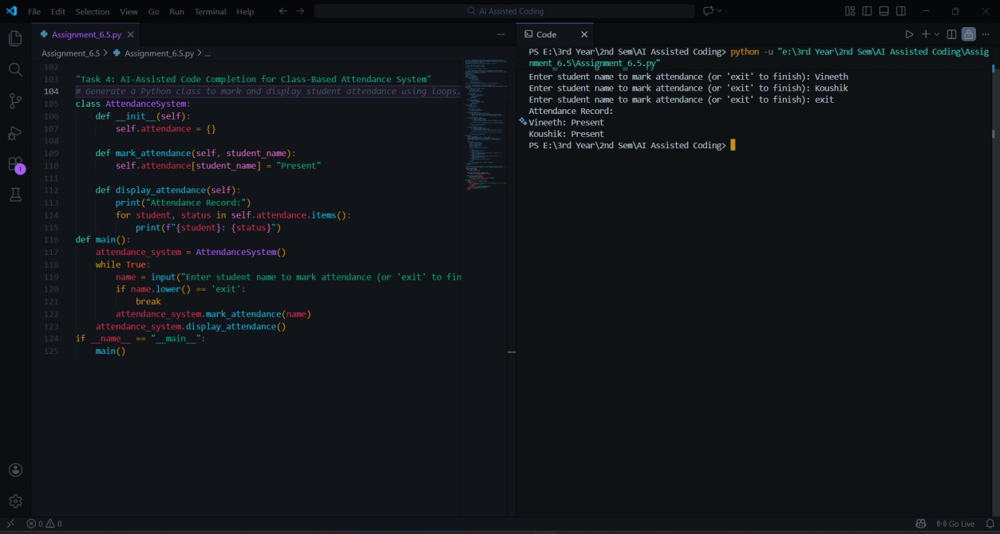 File Edit Selection View Go Run Terminal Help
AI Assisted Coding
Assignment_6.5.py
Assignment_6.5 > Assignment_6.5.py > ...
102
103 "Task 4: AI-Assisted Code Completion for Class-Based Attendance System"
104 # Generate a Python class to mark and display student attendance using loops.
105 class AttendanceSystem:
106     def __init__(self):
107         self.attendance = {}
108
109     def mark_attendance(self, student_name):
110         self.attendance[student_name] = "Present"
111
112     def display_attendance(self):
113         print("Attendance Record:")
114         for student, status in self.attendance.items():
115             print(f"{student}: {status}")
116 def main():
117     attendance_system = AttendanceSystem()
118     while True:
119         name = input("Enter student name to mark attendance (or 'exit' to fin
120         if name.lower() == 'exit':
121             break
122         attendance_system.mark_attendance(name)
123     attendance_system.display_attendance()
124 if __name__ == "__main__":
125     main()
Code
PS E:\3rd Year\2nd Sem\AI Assisted Coding> python -u "e:\3rd Year\2nd Sem\AI Assisted Coding\Assig
nment_6.5\Assignment_6.5.py"
Enter student name to mark attendance (or 'exit' to finish): Vineeth
Enter student name to mark attendance (or 'exit' to finish): Koushik
Enter student name to mark attendance (or 'exit' to finish): exit
Attendance Record:
Vineeth: Present
Koushik: Present
PS E:\3rd Year\2nd Sem\AI Assisted Coding>
1
0 0
Go Live